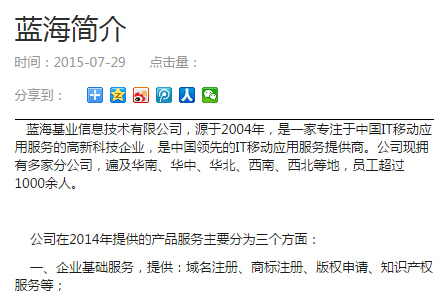 蓝海简介
时间：2015-07-29 点击量：
分享到：
蓝海基业信息技术有限公司，源于2004年，是一家专注于中国IT移动应
用服务的高新科技企业，是中国领先的IT移动应用服务提供商。公司现拥
有多家分公司，遍及华南、华中、华北、西南、西北等地，员工超过
1000余人。
公司在2014年提供的产品服务主要分为三个方面：
一、企业基础服务，提供：域名注册、商标注册、版权申请、知识产权
服务等；